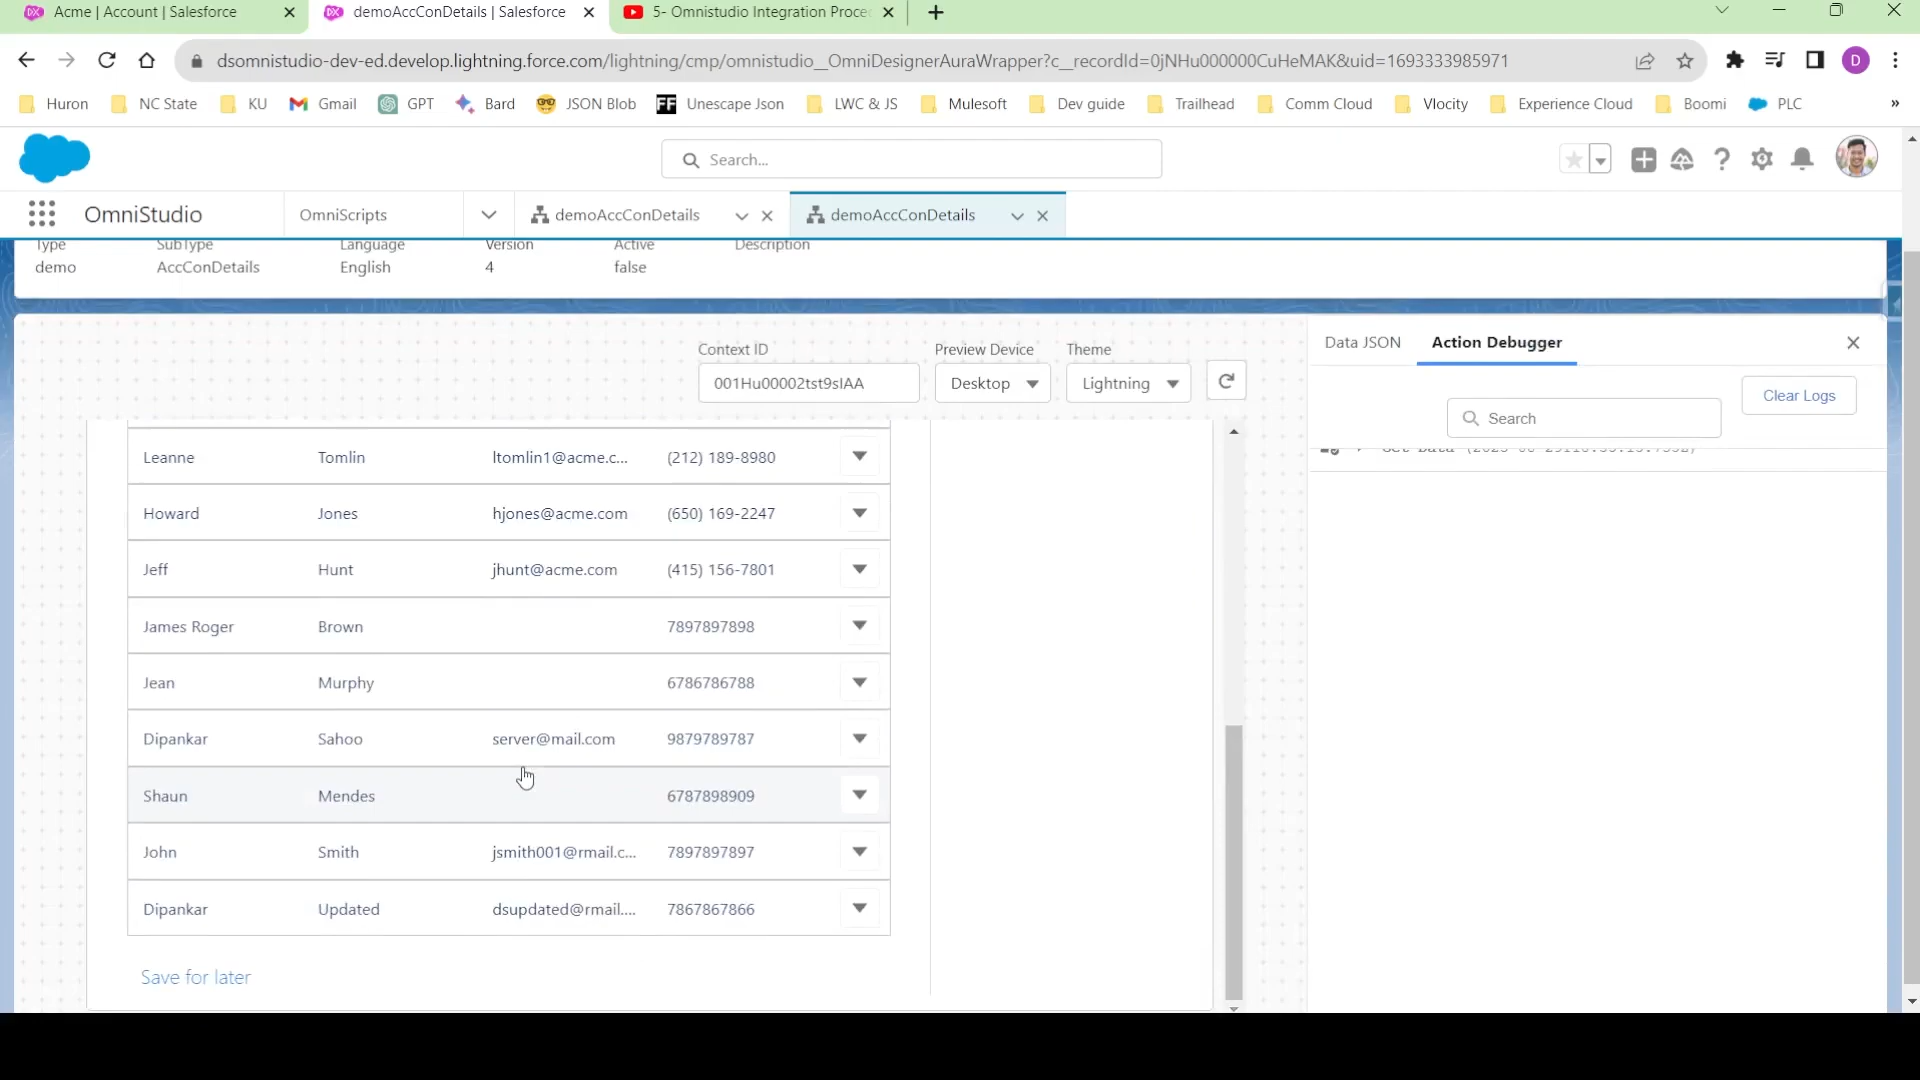 Acme | Account | Salesforce
demoAccConDetails | Salesforce
5- Omnistudio Integration Proce
dsomnistudio-dev-ed.develop.lightning.force.com/lightning/cmp/omnistudio__OmniDesignerAuraWrapper?c__recordId=0jNHu000000CuHeMAK&uid=1693333985971
D
Huron NC State KU Gmail GPT Bard JSON Blob FF Unescape Json LWC & JS Mulesoft Dev guide Trailhead Comm Cloud Vlocity Experience Cloud Boomi PLC »
Search...
OmniStudio OmniScripts demoAccConDetails demoAccConDetails
Type SubType Language Version Active Description
demo AccConDetails English 4 false
Context ID Preview Device Theme
001Hu00002tst9sIAA Desktop Lightning
Data JSON Action Debugger
Clear Logs
Search
Leanne Tomlin ltomlin1@acme.c... (212) 189-8980
Howard Jones hjones@acme.com (650) 169-2247
Jeff Hunt jhunt@acme.com (415) 156-7801
James Roger Brown 7897897898
Jean Murphy 6786786788
Dipankar Sahoo server@mail.com 9879789787
Shaun Mendes 6787898909
John Smith jsmith001@rmail.c... 7897897897
Dipankar Updated dsupdated@rmail.... 7867867866
Save for later